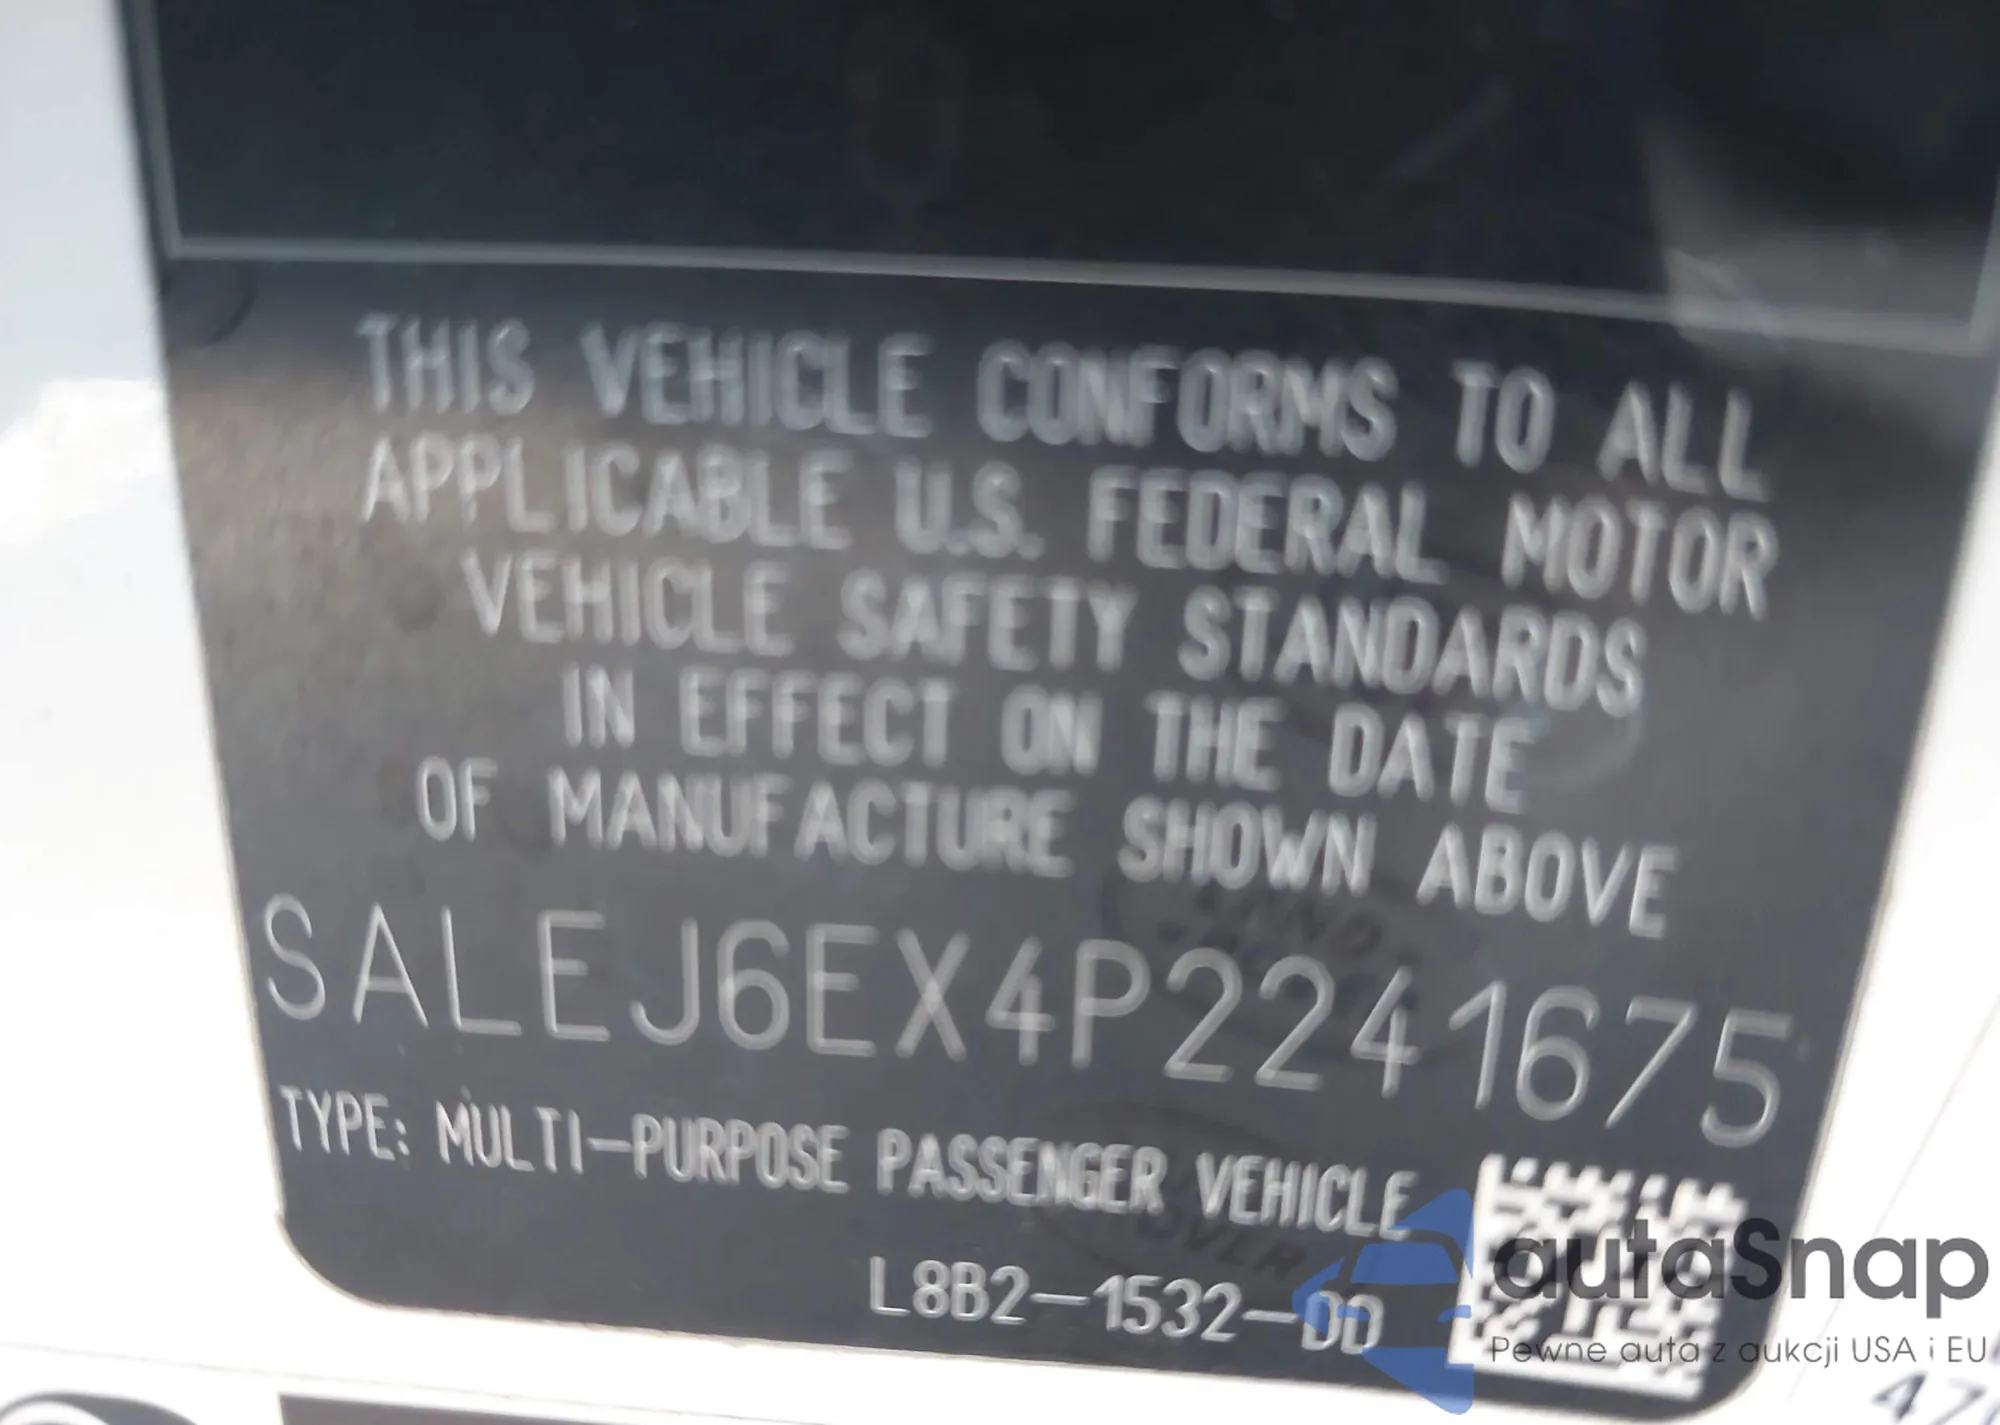 THIS VEHICLE CONFORMS TO ALL
APPLICABLE U.S. FEDERAL MOTOR
VEHICLE SAFETY STANDARDS
IN EFFECT ON THE DATE
OF MANUFACTURE SHOWN ABOVE
SALEJ6EX4P2241675
TYPE: MULTI-PURPOSE PASSENGER VEHICLE
L8B2-1532-DD
autaSnap
Pewne auta z aukcji USA i EU